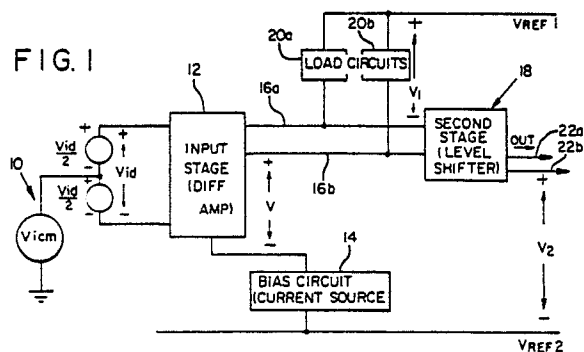 FIG. 1
20a
20b
VREF 1
LOAD CIRCUITS
12
16a
+
V1
-
18
INPUT
STAGE
(DIFF
AMP)
SECOND
STAGE
(LEVEL
SHIFTER)
OUT
22a
22b
+
Vid/2
-
+
Vid
-
+
Vid/2
-
10
Vicm
16b
+
V
-
14
BIAS CIRCUIT
(CURRENT SOURCE
+
V2
-
VREF 2